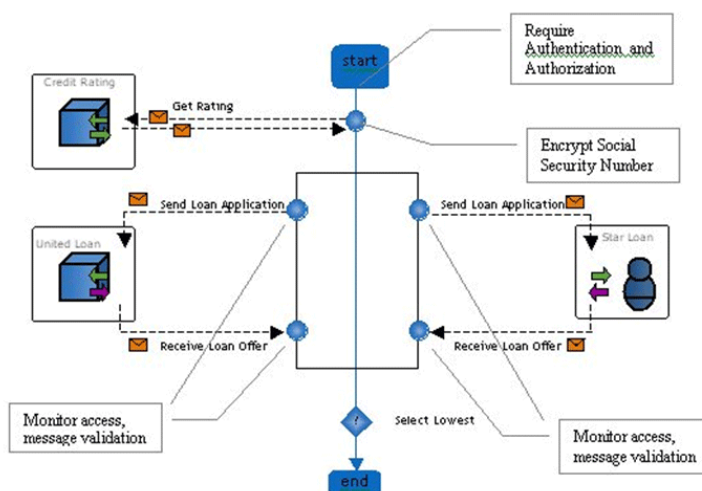 Require
Authentication and
Authorization
start
Credit Rating
Get Rating
Encrypt Social
Security Number
Send Loan Application
Send Loan Application
United Loan
Star Loan
Receive Loan Offer
Receive Loan Offer
Monitor access,
message validation
Select Lowest
Monitor access,
message validation
end